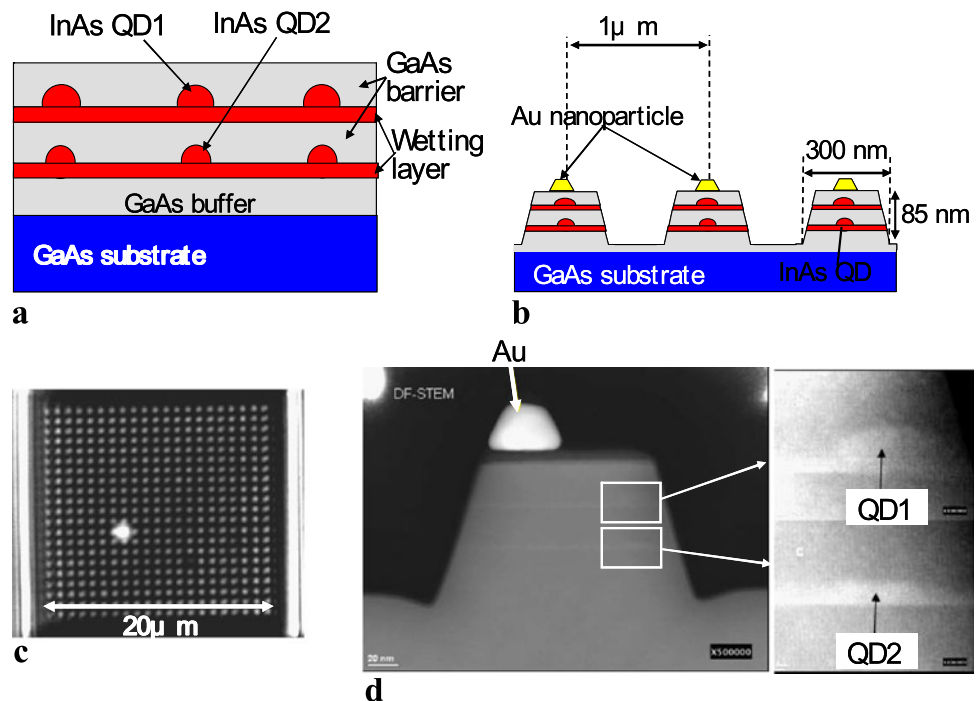 InAs QD1
InAs QD2
GaAs
barrier
Wetting
layer
GaAs buffer
GaAs substrate
a
1µ m
Au nanoparticle
300 nm
85 nm
InAs QD
GaAs substrate
b
20µ m
c
Au
DF-STEM
20 nm
X500000
d
QD1
C
QD2